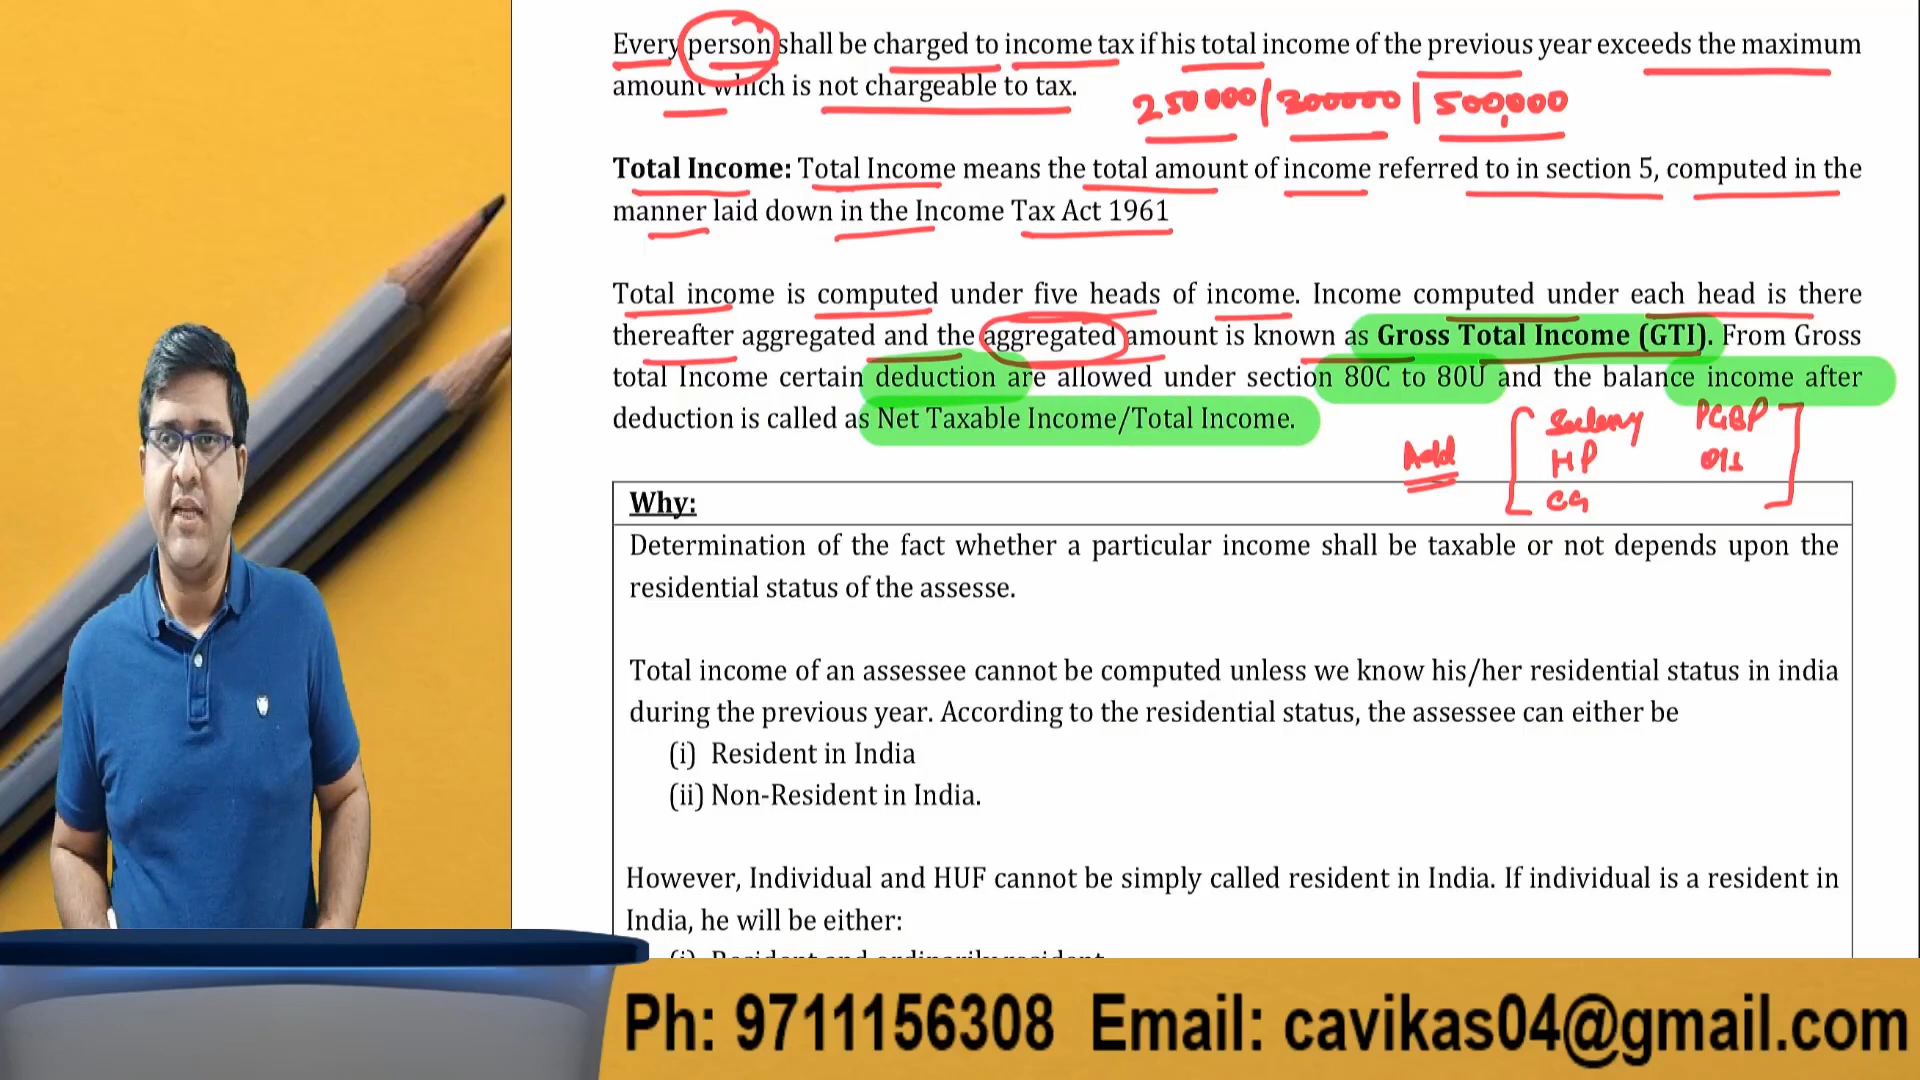 Every person shall be charged to income tax if his total income of the previous year exceeds the maximum
amount which is not chargeable to tax.
250000/300000/500,000
Total Income: Total Income means the total amount of income referred to in section 5, computed in the
manner laid down in the Income Tax Act 1961
Total income is computed under five heads of income. Income computed under each head is there
thereafter aggregated and the aggregated amount is known as Gross Total Income (GTI). From Gross
total Income certain deduction are allowed under section 80C to 80U and the balance income after
deduction is called as Net Taxable Income/Total Income.
Add
Salary PGBP
HP
CG
Why:
Determination of the fact whether a particular income shall be taxable or not depends upon the
residential status of the assesse.
Total income of an assessee cannot be computed unless we know his/her residential status in india
during the previous year. According to the residential status, the assessee can either be
(i) Resident in India
(ii) Non-Resident in India.
However, Individual and HUF cannot be simply called resident in India. If individual is a resident in
India, he will be either:
(i) Resident and ordinarily resident
Ph: 9711156308 Email: cavikas04@gmail.com